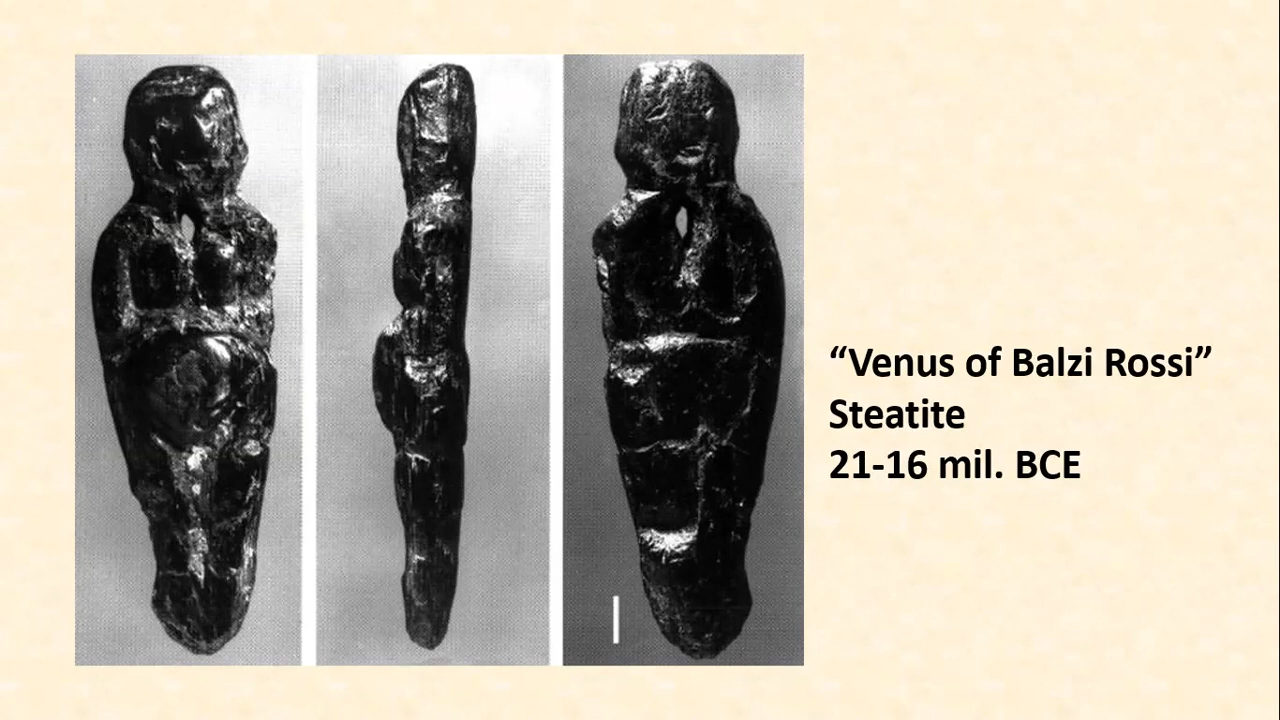 “Venus of Balzi Rossi”
Steatite
21-16 mil. BCE